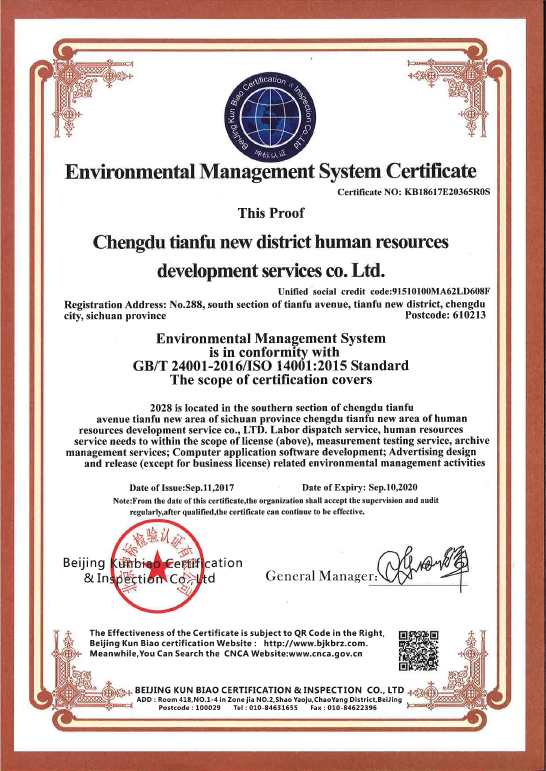 Beijing Kun Biao Certification & Inspection Co.,Ltd
坤标认证
Environmental Management System Certificate
Certificate NO: KB18617E20365R0S
This Proof
Chengdu tianfu new district human resources
development services co. Ltd.
Unified social credit code:91510100MA62LD608F
Registration Address: No.288, south section of tianfu avenue, tianfu new district, chengdu
city, sichuan province Postcode: 610213
Environmental Management System
is in conformity with
GB/T 24001-2016/ISO 14001:2015 Standard
The scope of certification covers
2028 is located in the southern section of chengdu tianfu
avenue tianfu new area of sichuan province chengdu tianfu new area of human
resources development service co., LTD. Labor dispatch service, human resources
service needs to within the scope of license (above), measurement testing service, archive
management services; Computer application software development; Advertising design
and release (except for business license) related environmental management activities
Date of Issue:Sep.11,2017 Date of Expiry: Sep.10,2020
Note:From the date of this certificate,the organization shall accept the supervision and audit
regularly,after qualified,the certificate can continue to be effective.
Beijing Kunbiao Certification
& Inspection Co.,Ltd
General Manager:
The Effectiveness of the Certificate is subject to QR Code in the Right,
Beijing Kun Biao certification Website : http://www.bjkbrz.com.
Meanwhile,You Can Search the CNCA Website:www.cnca.gov.cn
BEIJING KUN BIAO CERTIFICATION & INSPECTION CO., LTD
ADD : Room 418,NO.1-4 in Zone Jia NO.2,Shao Yaoju,ChaoYang District,BeiJing
Postcode : 100029 Tel : 010-84631655 Fax : 010-84622396